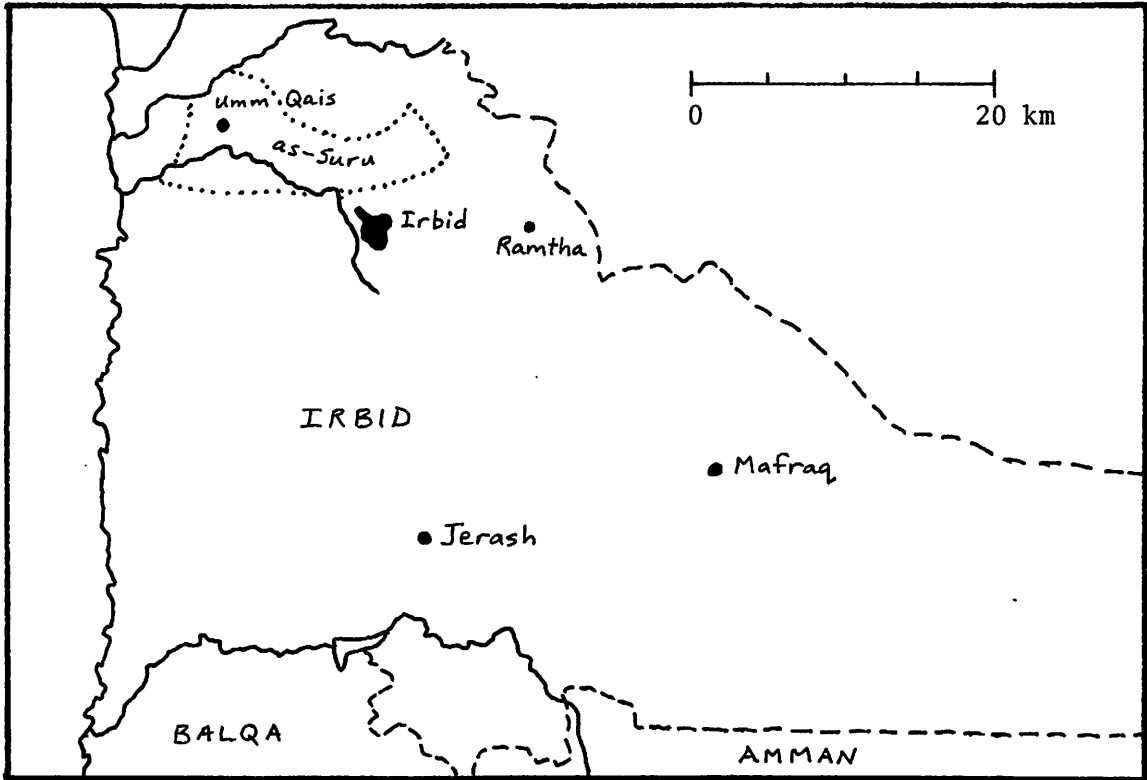 umm Qais
0 20 km
as-Suru
Irbid
Ramtha
IRBID
Mafraq
Jerash
BALQA
AMMAN